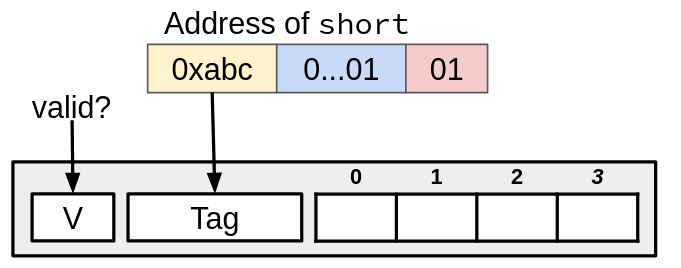 Address of short
0xabc 0...01 01
valid?
0 1 2 3
V Tag